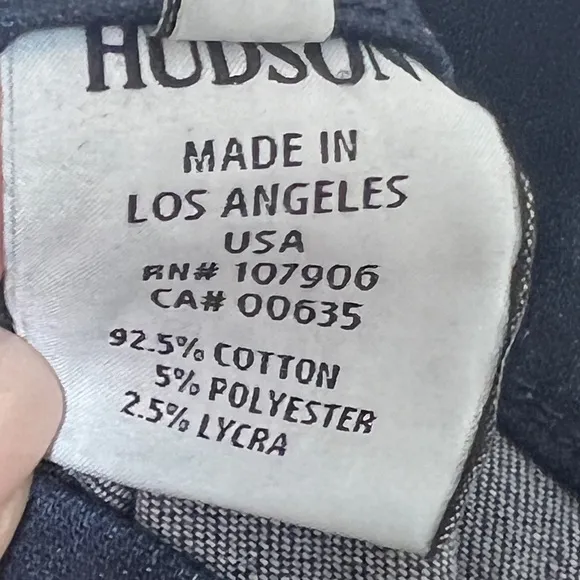 HUDSON
MADE IN
LOS ANGELES
USA
RN# 107906
CA# 00635
92.5% COTTON
5% POLYESTER
2.5% LYCRA